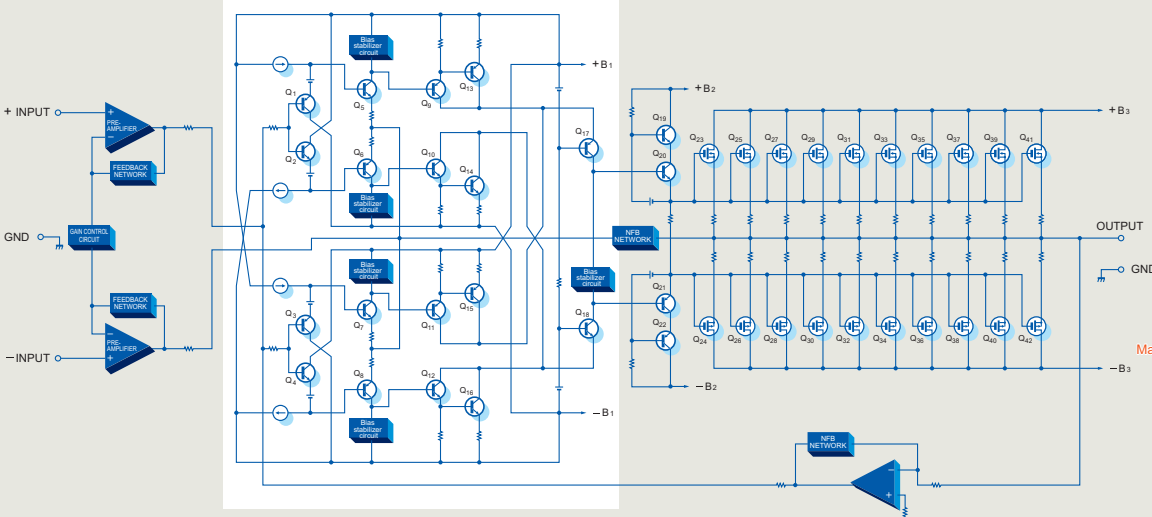 + INPUT
+
PRE-
AMPLIFIER
−
FEEDBACK
NETWORK
GND
GAIN CONTROL
CIRCUIT
FEEDBACK
NETWORK
−
PRE-
AMPLIFIER
+
−INPUT
Bias
stabilizer
circuit
Q1
Q5
Q9
Q13
Q2
Q6
Q10
Q14
Bias
stabilizer
circuit
Bias
stabilizer
circuit
Q3
Q7
Q11
Q15
Q4
Q8
Q12
Q16
Bias
stabilizer
circuit
+B1
Q17
Bias
stabilizer
circuit
Q18
−B1
+B2
Q19
Q20
NFB
NETWORK
Q21
Q22
−B2
+B3
Q23
Q25
Q27
Q29
Q31
Q33
Q35
Q37
Q39
Q41
OUTPUT
GND
Q24
Q26
Q28
Q30
Q32
Q34
Q36
Q38
Q40
Q42
Ma
−B3
NFB
NETWORK
−
+